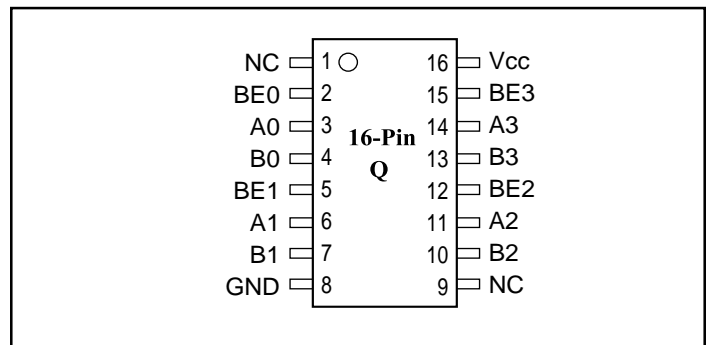 NC 1 16 Vcc
BE0 2 15 BE3
A0 3 14 A3
16-Pin
B0 4 13 B3
Q
BE1 5 12 BE2
A1 6 11 A2
B1 7 10 B2
GND 8 9 NC